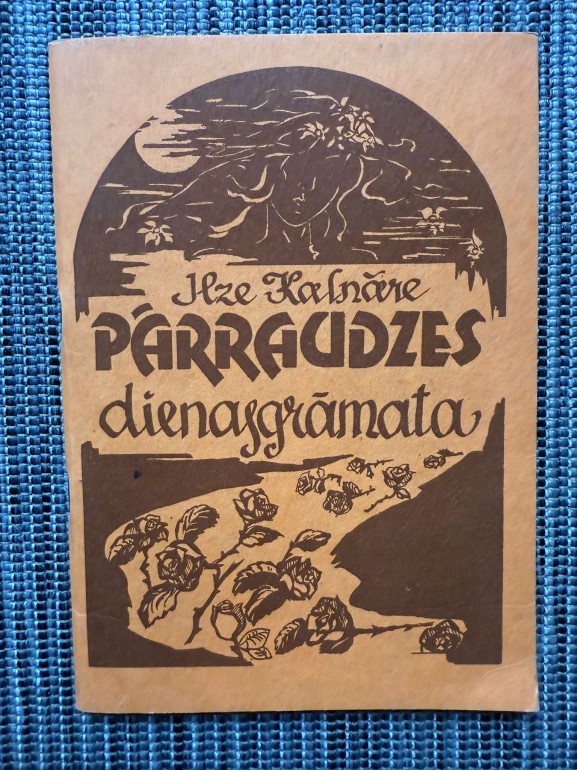 Ilze Kalnāre
PĀRRAUDZES
dienasgrāmata